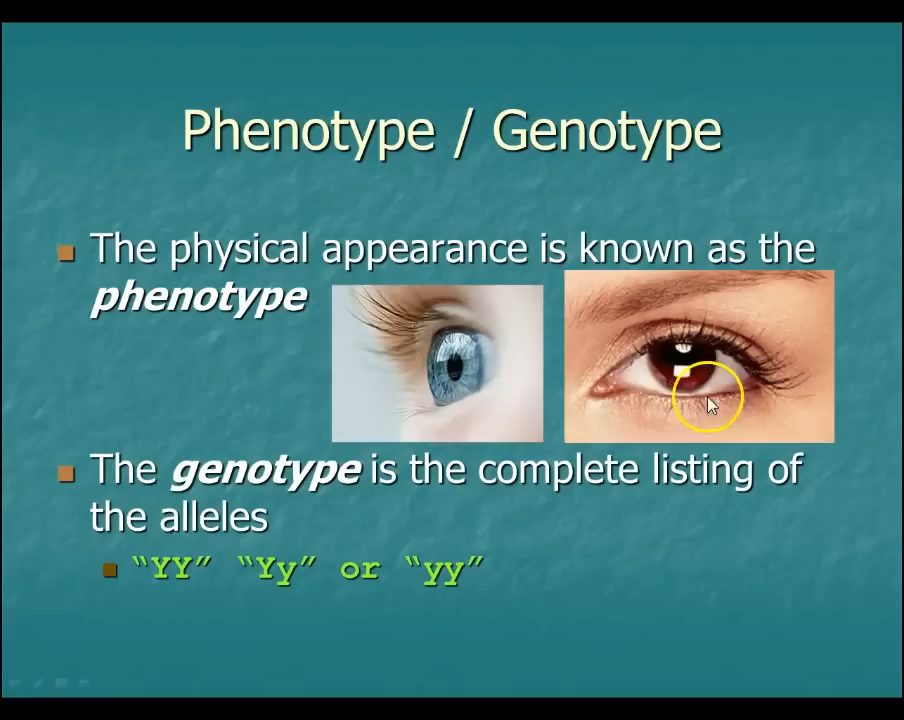 Phenotype / Genotype
The physical appearance is known as the
phenotype
The genotype is the complete listing of
the alleles
“YY” “Yy” or “yy”